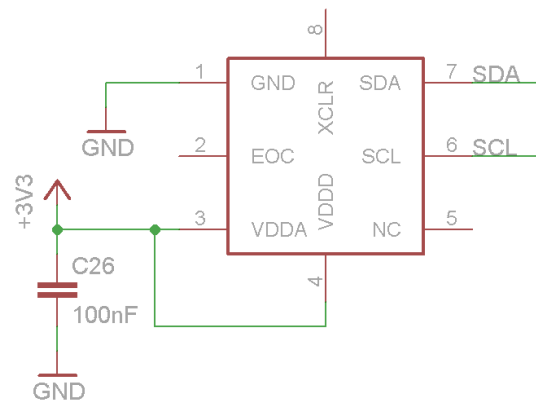 8
1
GND
XCLR
SDA
7
SDA
GND
2
EOC
SCL
6
SCL
+3V3
3
VDDA
VDDD
NC
5
4
C26
100nF
GND